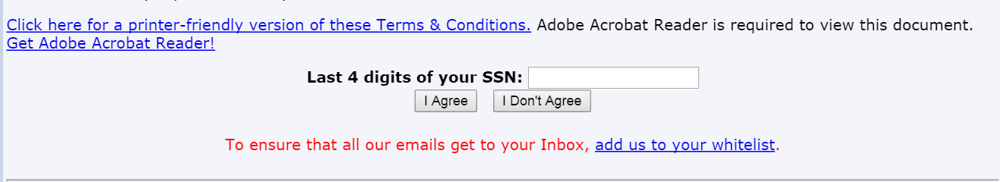 Click here for a printer-friendly version of these Terms & Conditions. Adobe Acrobat Reader is required to view this document.
Get Adobe Acrobat Reader!
Last 4 digits of your SSN:
I Agree I Don't Agree
To ensure that all our emails get to your Inbox, add us to your whitelist.